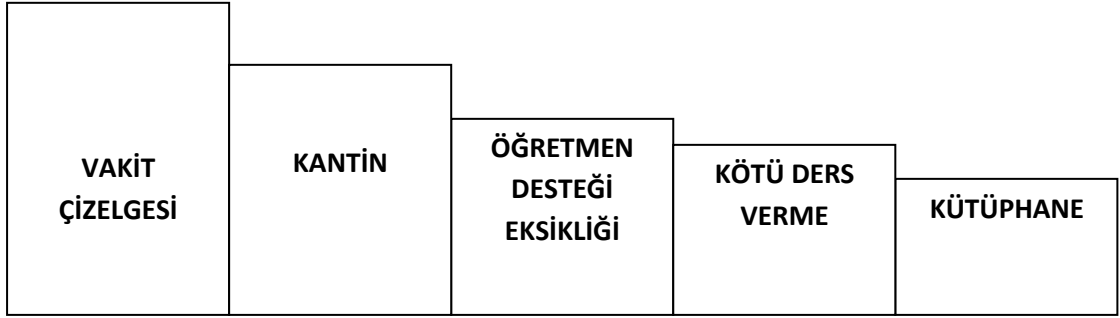 VAKİT
ÇİZELGESİ
KANTİN
ÖĞRETMEN
DESTEĞİ
EKSİKLİĞİ
KÖTÜ DERS
VERME
KÜTÜPHANE